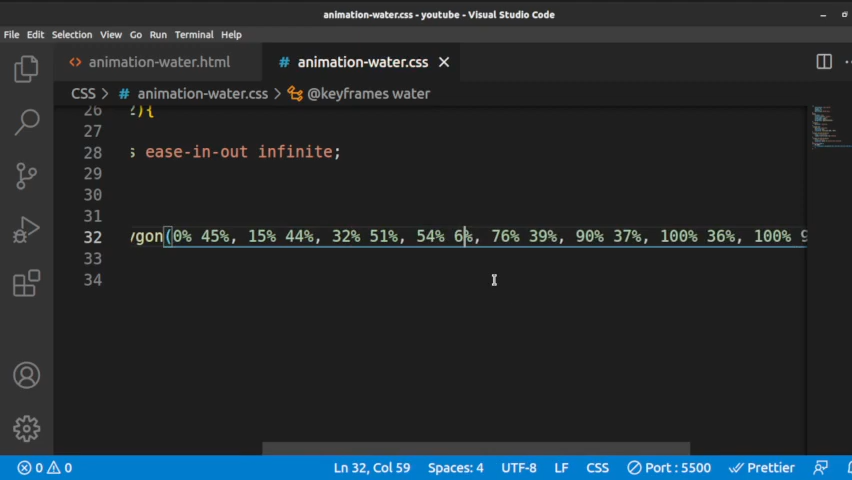 animation-water.css - youtube - Visual Studio Code
File Edit Selection View Go Run Terminal Help
animation-water.html # animation-water.css
CSS > # animation-water.css > @keyframes water
26 2){
27
28 s ease-in-out infinite;
29
30
31
32 ygon(0% 45%, 15% 44%, 32% 51%, 54% 6%, 76% 39%, 90% 37%, 100% 36%, 100% 9
33
34
0 0 Ln 32, Col 59 Spaces: 4 UTF-8 LF CSS Port : 5500 Prettier